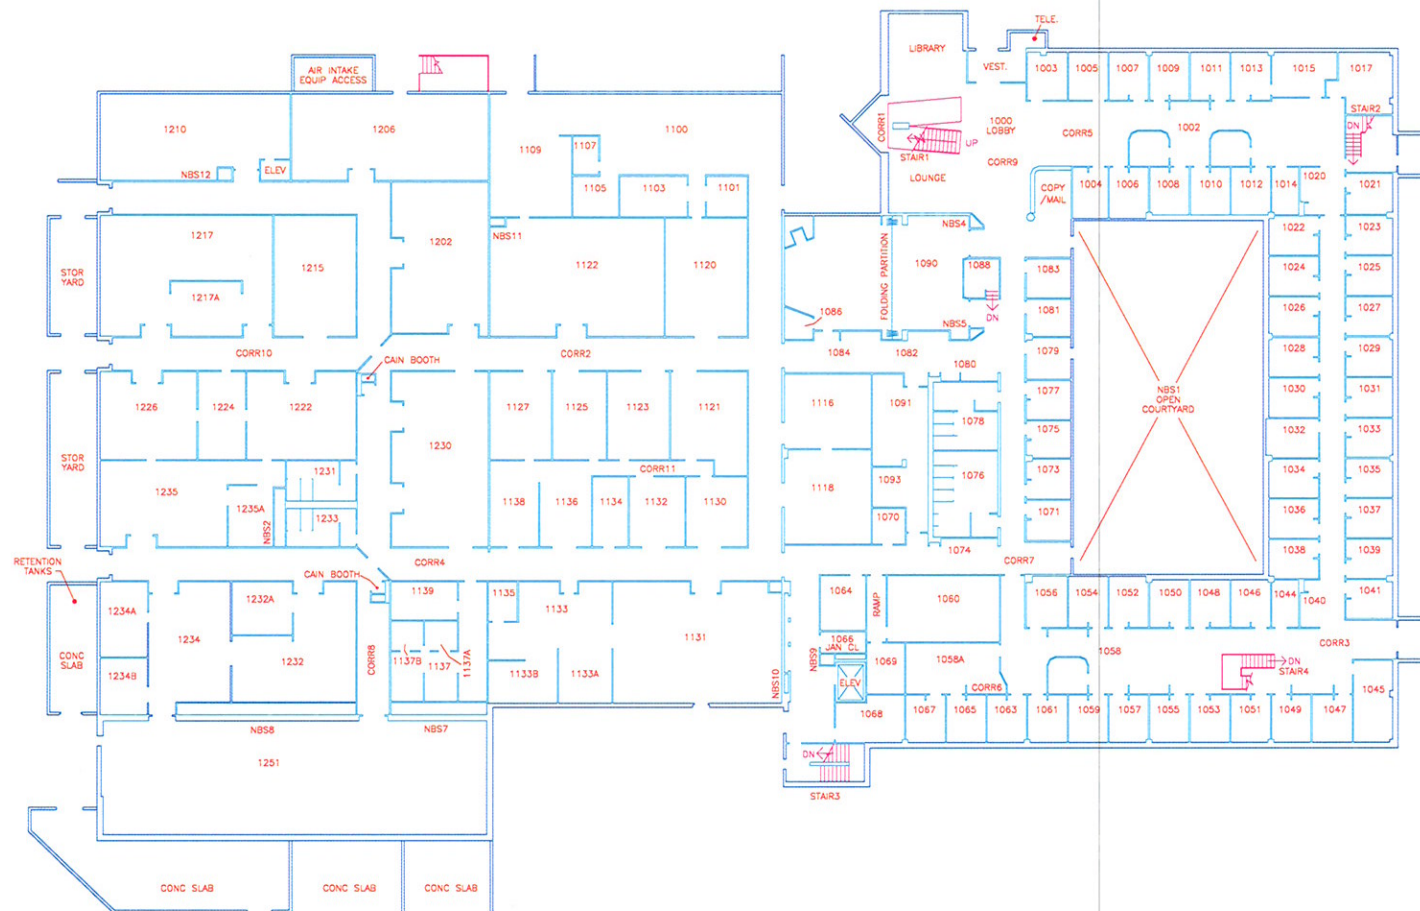 TELE.
LIBRARY
VEST.
1003
1005
1007
1009
1011
1013
1015
1017
AIR INTAKE
EQUIP ACCESS
STAIR2
DN
1210
1206
1109
1107
1100
CORR1
1000
LOBBY
CORR5
1002
UP
STAIR1
CORR9
NBS12
ELEV
1105
1103
1101
LOUNGE
COPY
/MAIL
1004
1006
1008
1010
1012
1014
1020
1021
1217
1202
NBS11
NBS4
1022
1023
STOR
YARD
1215
1217A
1122
1120
FOLDING PARTITION
1090
1088
1083
1024
1025
DN
1086
1081
1026
1027
NBS5
CORR10
CORR2
1084
1082
1079
1028
1029
CAIN BOOTH
1080
NBS1
OPEN
COURTYARD
1077
1030
1031
1226
1224
1222
1127
1125
1123
1121
1116
1091
1078
1075
1032
1033
1230
STOR
YARD
1231
CORR11
1073
1034
1035
1235
1235A
NBS2
1233
1138
1136
1134
1132
1130
1118
1093
1076
1071
1036
1037
1070
1074
1038
1039
RETENTION
TANKS
CORR4
CORR7
CAIN BOOTH
1234A
1232A
1139
1135
1133
1064
RAMP
1060
1056
1054
1052
1050
1048
1046
1044
1040
1041
1234
1131
1066
JAN CL
1058
CORR3
CONC
SLAB
1232
CORR8
1137B
1137
1137A
1133B
1133A
NBS10
NBS9
1069
1058A
DN
STAIR4
1234B
ELEV
CORR6
1045
1068
1067
1065
1063
1061
1059
1057
1055
1053
1051
1049
1047
NBS8
NBS7
1251
DN
STAIR3
CONC SLAB
CONC SLAB
CONC SLAB